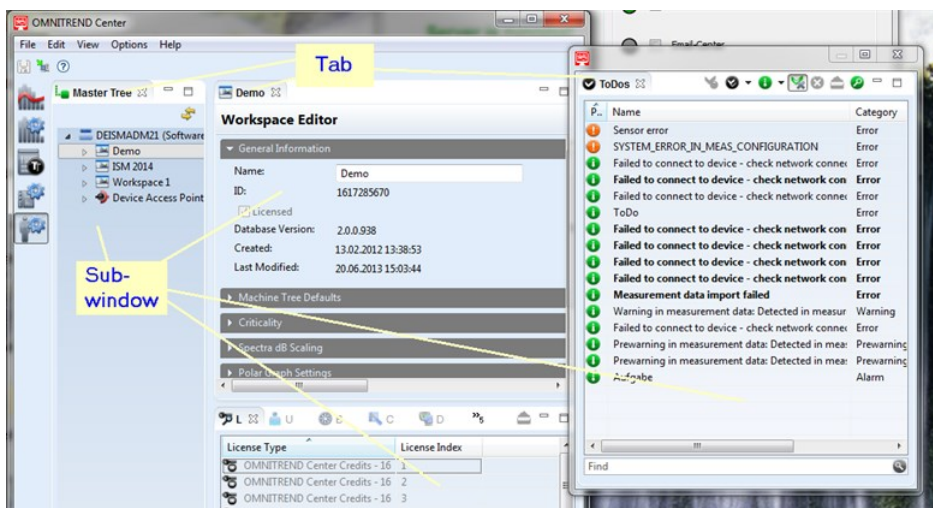 OMNITREND Center
File Edit View Options Help
Tab
Master Tree
DEISMADM21 (Software
Demo
ISM 2014
Workspace 1
Device Access Point
Sub-
window
Demo
Workspace Editor
General Information
Name: Demo
ID: 1617285670
Licensed
Database Version: 2.0.0.938
Created: 13.02.2012 13:38:53
Last Modified: 20.06.2013 15:03:44
Machine Tree Defaults
Criticality
Spectra dB Scaling
Polar Graph Settings
L U E C D »5
License Type License Index
OMNITREND Center Credits - 16 1
OMNITREND Center Credits - 16 2
OMNITREND Center Credits - 16 3
Email-Center
ToDos
P.. Name Category
Sensor error Error
SYSTEM_ERROR_IN_MEAS_CONFIGURATION Error
Failed to connect to device - check network connec Error
Failed to connect to device - check network con Error
Failed to connect to device - check network connec Error
ToDo Error
Failed to connect to device - check network con Error
Failed to connect to device - check network con Error
Failed to connect to device - check network con Error
Failed to connect to device - check network con Error
Measurement data import failed Error
Warning in measurement data: Detected in measur Warning
Failed to connect to device - check network connec Error
Prewarning in measurement data: Detected in mea: Prewarning
Prewarning in measurement data: Detected in mea: Prewarning
Aufgabe Alarm
Find